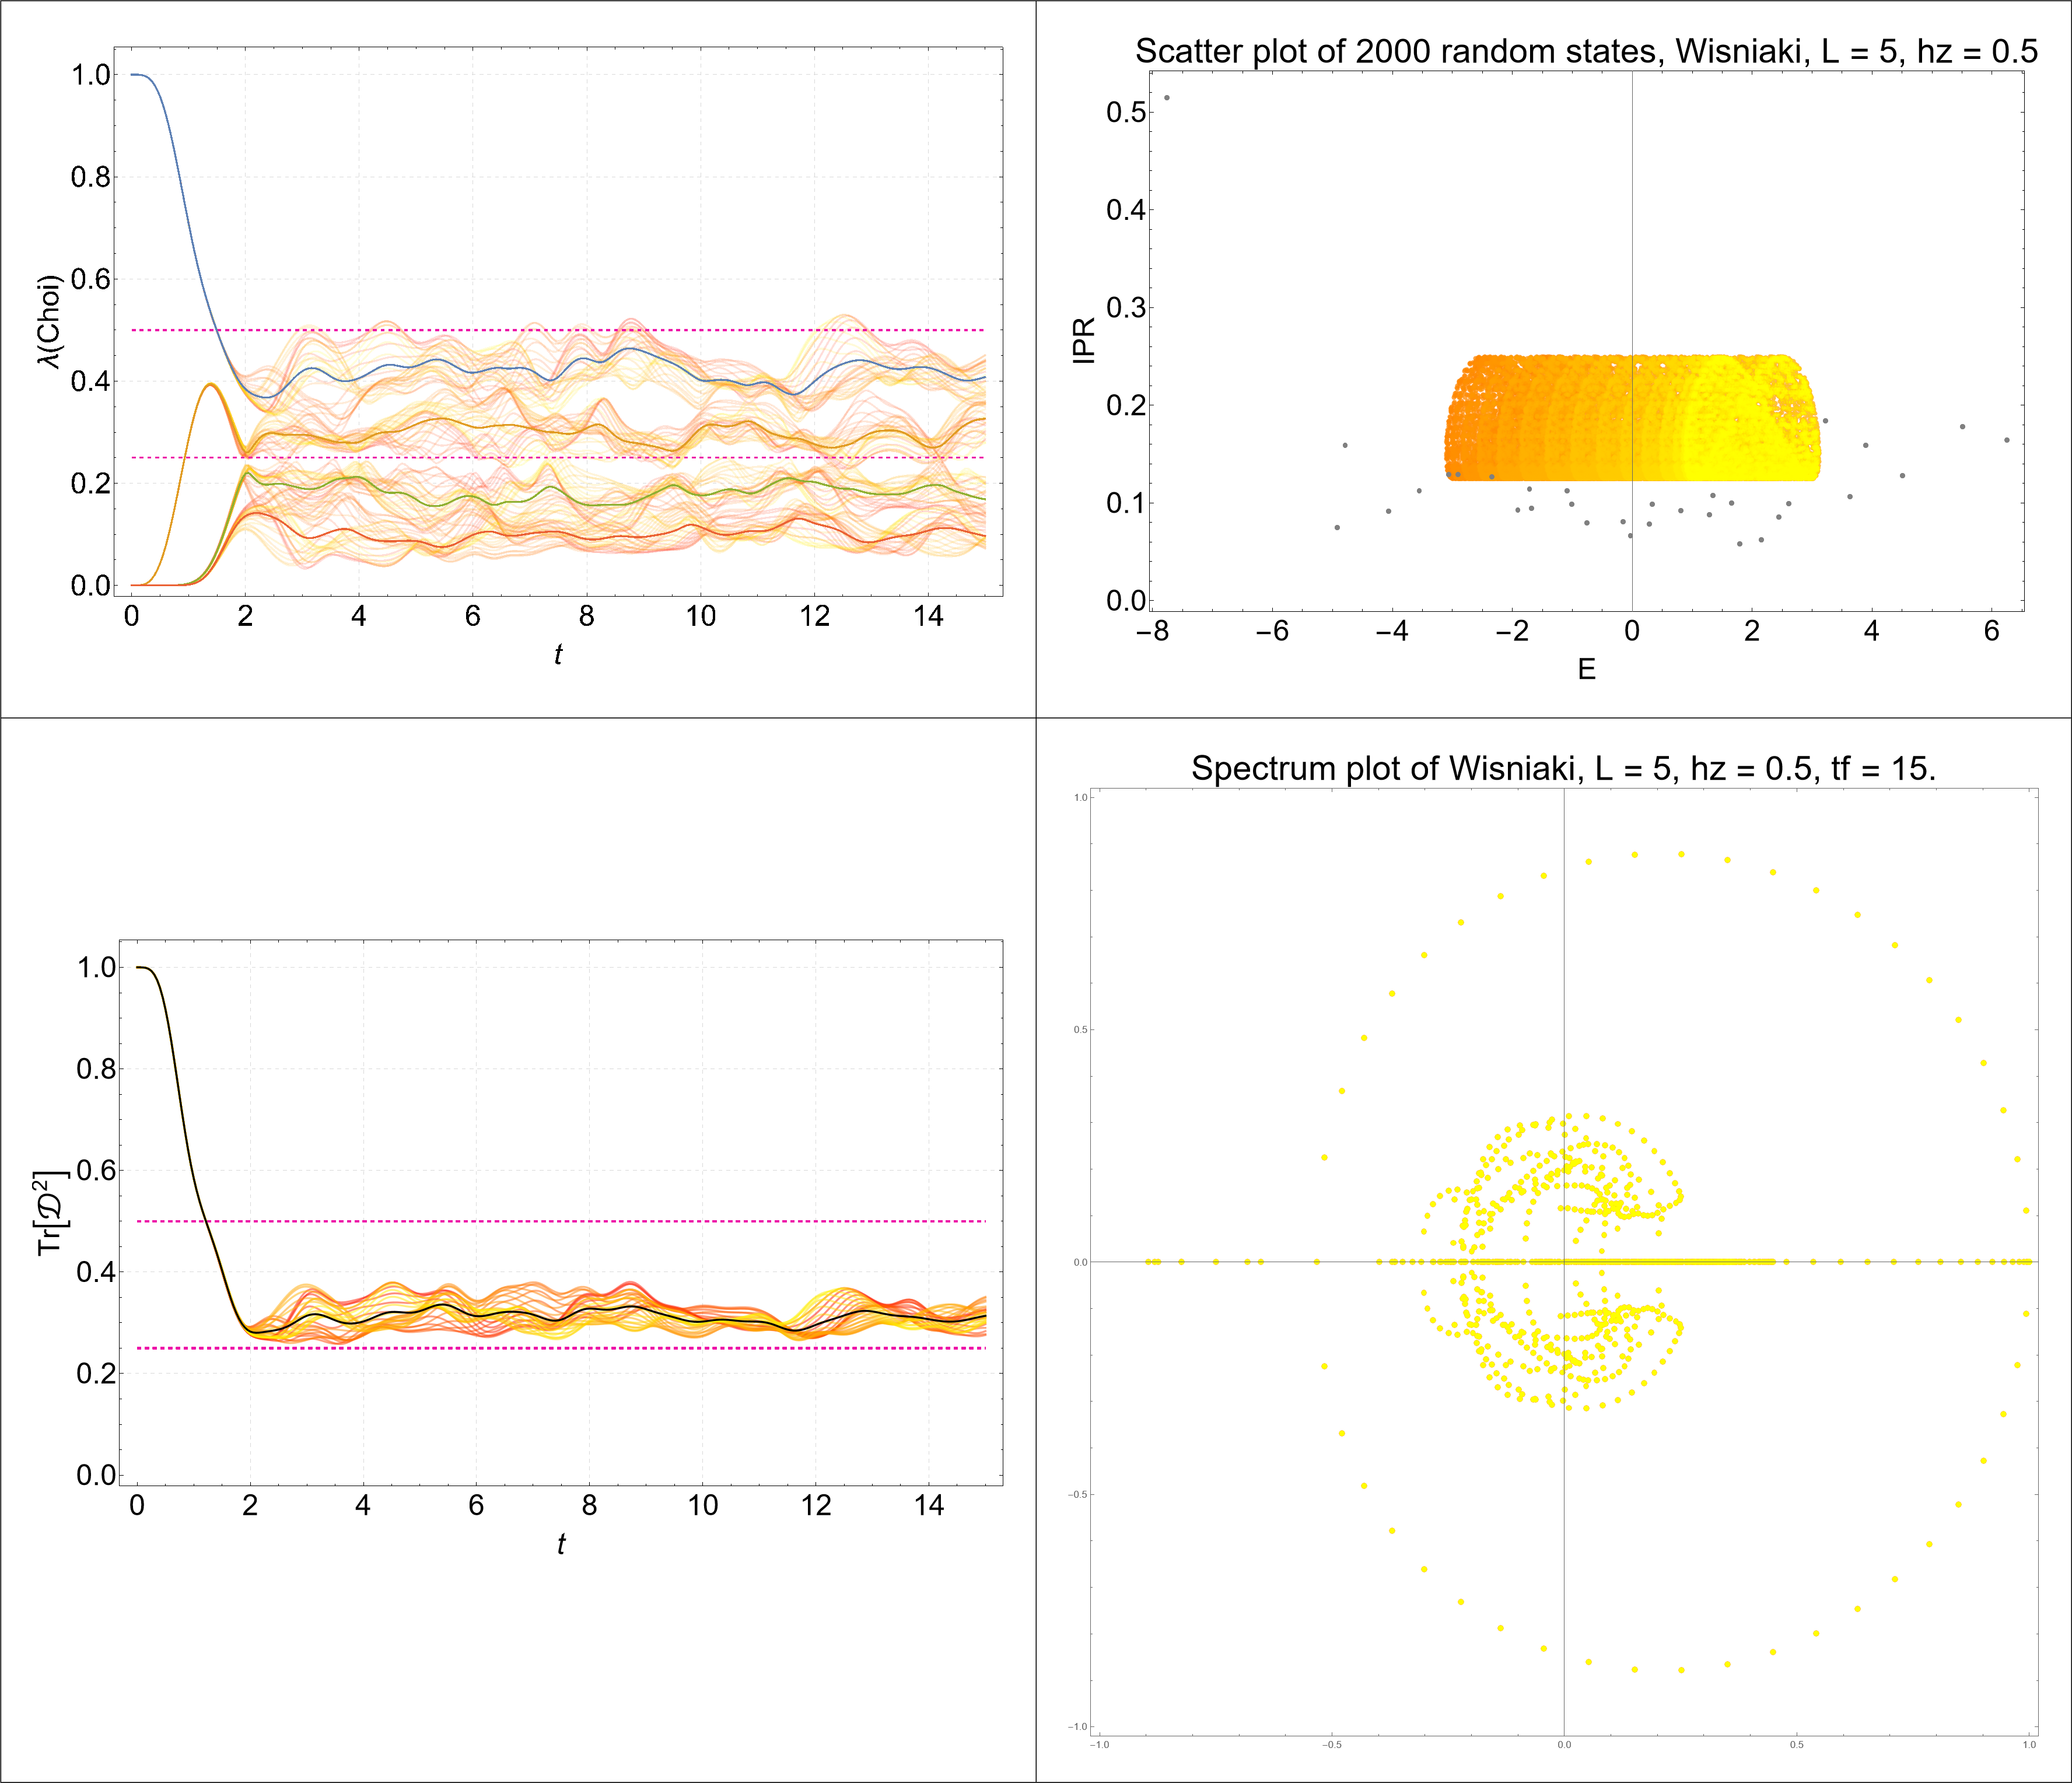 1.0
0.8
0.6
0.4
0.2
0.0
λ(Choi)
0 2 4 6 8 10 12 14
t
Scatter plot of 2000 random states, Wisniaki, L = 5, hz = 0.5
0.5
0.4
0.3
0.2
0.1
0.0
IPR
−8 −6 −4 −2 0 2 4 6
E
1.0
0.8
0.6
0.4
0.2
0.0
Tr[𝒟²]
0 2 4 6 8 10 12 14
t
Spectrum plot of Wisniaki, L = 5, hz = 0.5, tf = 15.
1.0
0.5
0.0
−0.5
−1.0
−1.0 −0.5 0.0 0.5 1.0